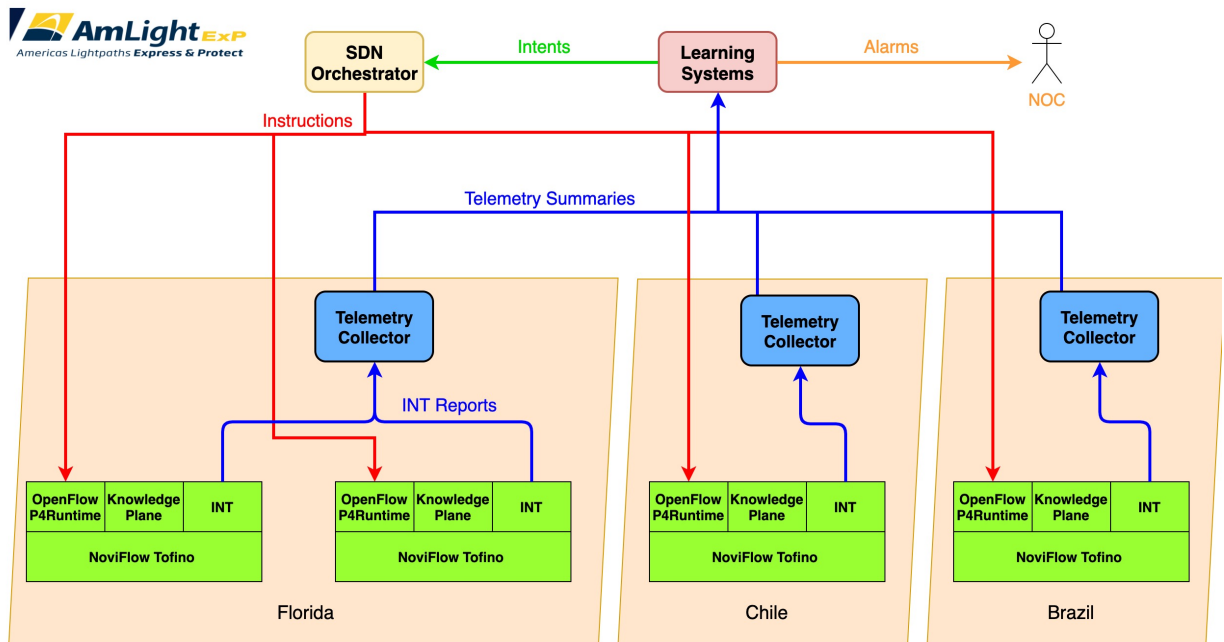 AmLight ExP
Americas Lightpaths Express & Protect
SDN
Orchestrator
Intents
Learning
Systems
Alarms
NOC
Instructions
Telemetry Summaries
Telemetry
Collector
Telemetry
Collector
Telemetry
Collector
INT Reports
OpenFlow
P4Runtime
Knowledge
Plane
INT
NoviFlow Tofino
OpenFlow
P4Runtime
Knowledge
Plane
INT
NoviFlow Tofino
OpenFlow
P4Runtime
Knowledge
Plane
INT
NoviFlow Tofino
OpenFlow
P4Runtime
Knowledge
Plane
INT
NoviFlow Tofino
Florida
Chile
Brazil